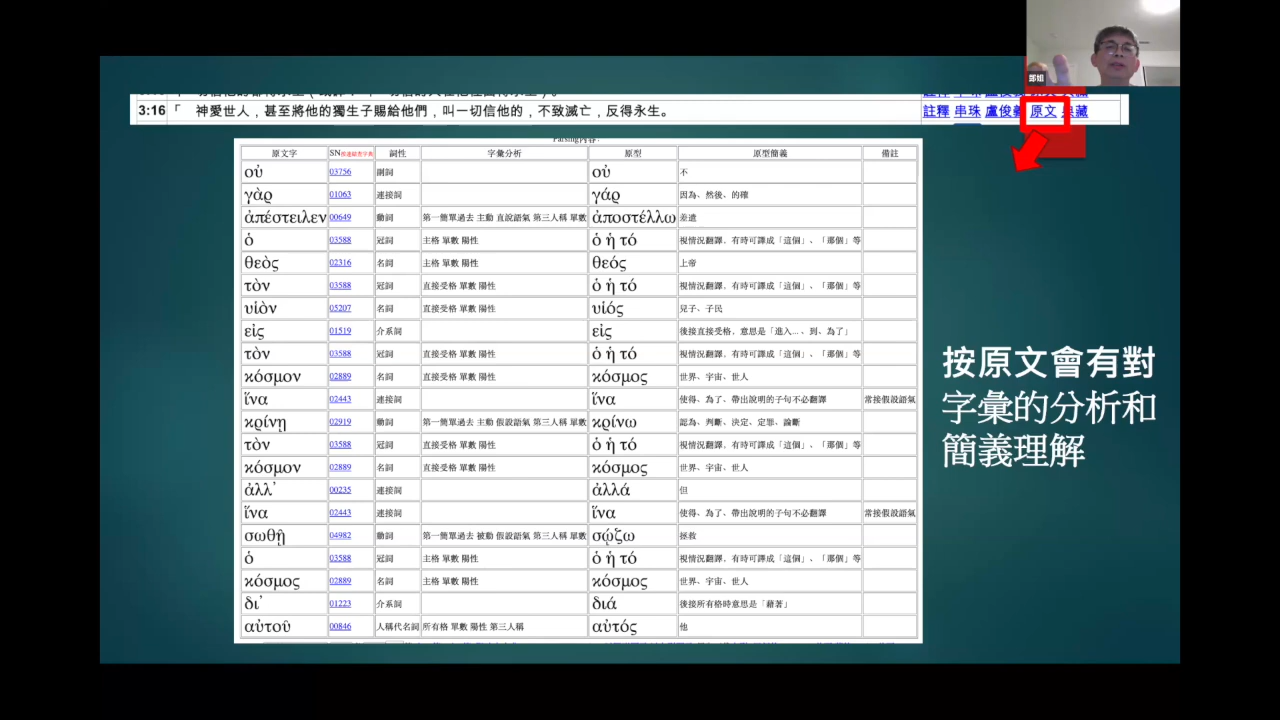 鄧姐
3:16「 神愛世人，甚至將他的獨生子賜給他們，叫一切信他的，不致滅亡，反得永生。 註釋 串珠 盧俊義 原文 典藏
Parsing內容:
原文字 SN按連結查字典 詞性 字彙分析 原型 原型簡義 備註
οὐ 03756 副詞 οὐ 不
γὰρ 01063 連接詞 γάρ 因為、然後、的確
ἀπέστειλεν 00649 動詞 第一簡單過去 主動 直說語氣 第三人稱 單數 ἀποστέλλω 差遣
ὁ 03588 冠詞 主格 單數 陽性 ὁ ἡ τό 視情況翻譯，有時可譯成「這個」、「那個」等
θεὸς 02316 名詞 主格 單數 陽性 θεός 上帝
τὸν 03588 冠詞 直接受格 單數 陽性 ὁ ἡ τό 視情況翻譯，有時可譯成「這個」、「那個」等
υἱὸν 05207 名詞 直接受格 單數 陽性 υἱός 兒子、子民
εἰς 01519 介系詞 εἰς 後接直接受格，意思是「進入...、到、為了」
τὸν 03588 冠詞 直接受格 單數 陽性 ὁ ἡ τό 視情況翻譯，有時可譯成「這個」、「那個」等
κόσμον 02889 名詞 直接受格 單數 陽性 κόσμος 世界、宇宙、世人
ἵνα 02443 連接詞 ἵνα 使得、為了、帶出說明的子句不必翻譯 常接假設語氣
κρίνῃ 02919 動詞 第一簡單過去 主動 假設語氣 第三人稱 單數 κρίνω 認為、判斷、決定、定罪、論斷
τὸν 03588 冠詞 直接受格 單數 陽性 ὁ ἡ τό 視情況翻譯，有時可譯成「這個」、「那個」等
κόσμον 02889 名詞 直接受格 單數 陽性 κόσμος 世界、宇宙、世人
ἀλλ᾽ 00235 連接詞 ἀλλά 但
ἵνα 02443 連接詞 ἵνα 使得、為了、帶出說明的子句不必翻譯 常接假設語氣
σωθῇ 04982 動詞 第一簡單過去 被動 假設語氣 第三人稱 單數 σῴζω 拯救
ὁ 03588 冠詞 主格 單數 陽性 ὁ ἡ τό 視情況翻譯，有時可譯成「這個」、「那個」等
κόσμος 02889 名詞 主格 單數 陽性 κόσμος 世界、宇宙、世人
δι᾽ 01223 介系詞 διά 後接所有格時意思是「藉著」
αὐτοῦ 00846 人稱代名詞 所有格 單數 陽性 第三人稱 αὐτός 他
按原文會有對
字彙的分析和
簡義理解